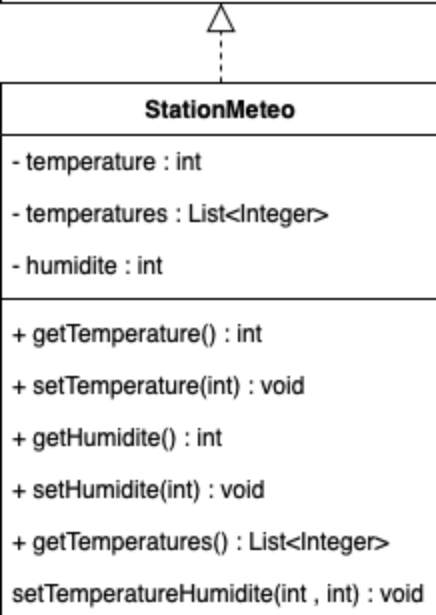 StationMeteo
- temperature : int
- temperatures : List<Integer>
- humidite : int
+ getTemperature() : int
+ setTemperature(int) : void
+ getHumidite() : int
+ setHumidite(int) : void
+ getTemperatures() : List<Integer>
setTemperatureHumidite(int , int) : void